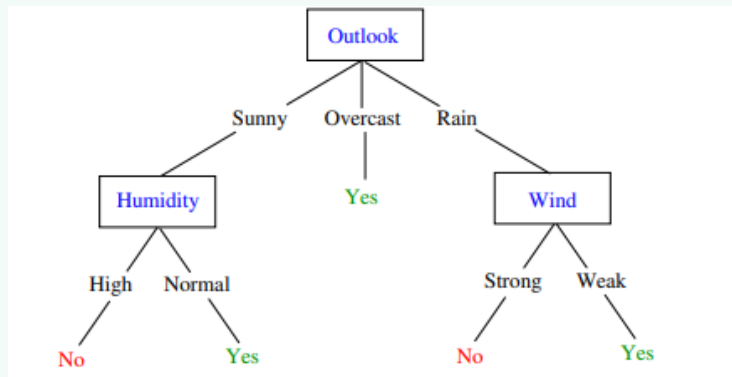 Outlook
Sunny Overcast Rain
Humidity Yes Wind
High Normal Strong Weak
No Yes No Yes